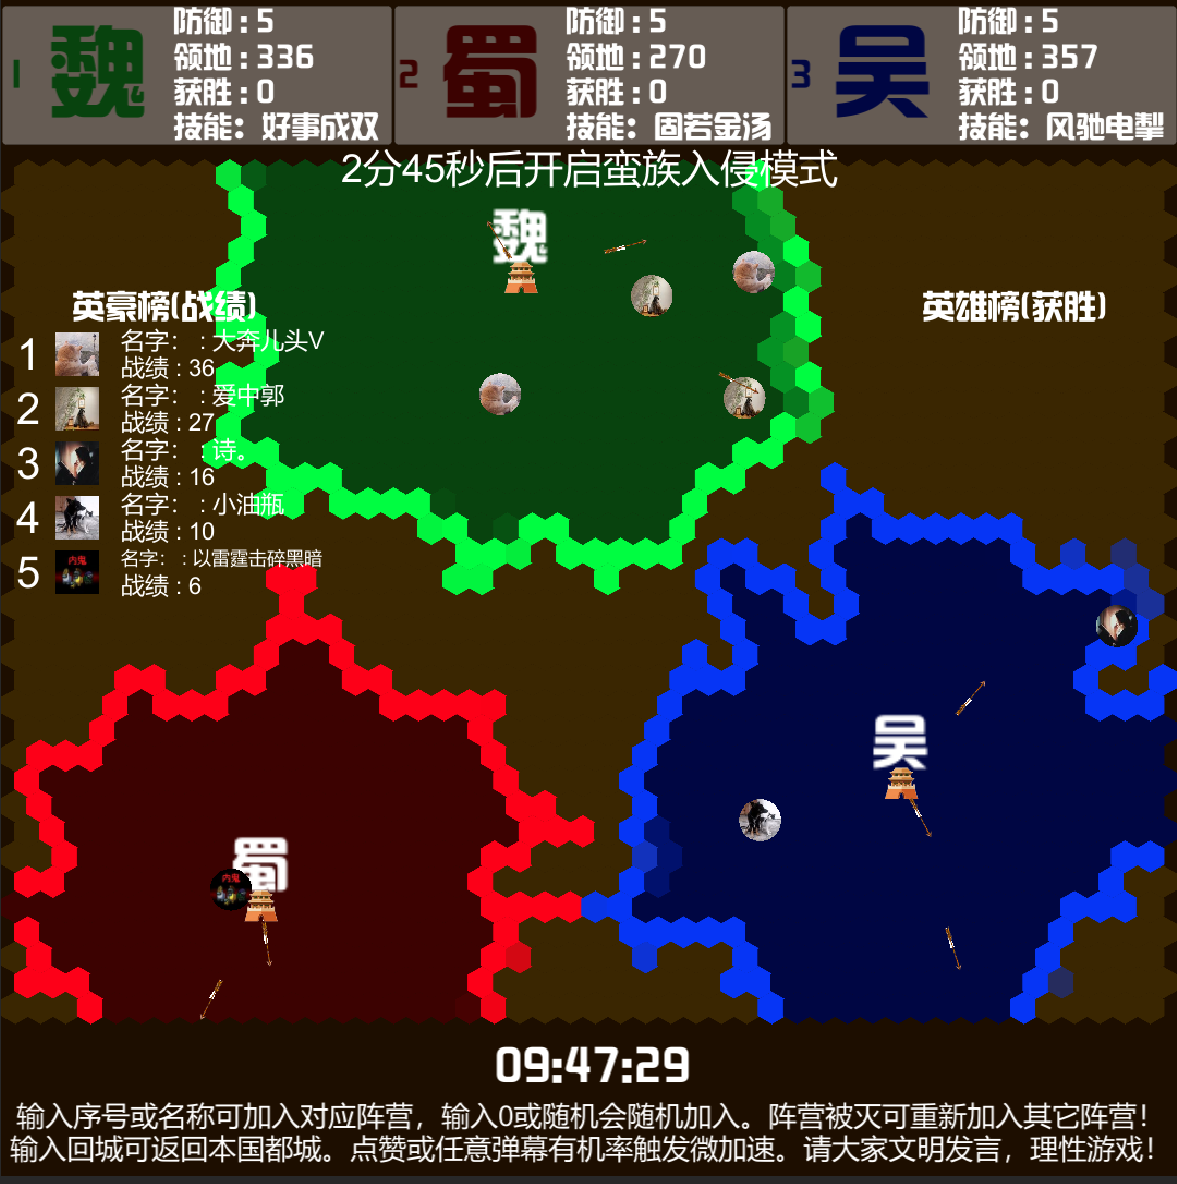 1 魏
防御 : 5
领地 : 336
获胜 : 0
技能： 好事成双
2 蜀
防御 : 5
领地 : 270
获胜 : 0
技能： 固若金汤
3 吴
防御 : 5
领地 : 357
获胜 : 0
技能： 风驰电掣
2分45秒后开启蛮族入侵模式
魏
英豪榜(战绩)
英雄榜(获胜)
1
名字： : 大奔儿头V
战绩 : 36
2
名字： : 爱中郭
战绩 : 27
3
名字： : 诗。
战绩 : 16
4
名字： : 小油瓶
战绩 : 10
5
内鬼
名字： : 以雷霆击碎黑暗
战绩 : 6
吴
蜀
内鬼
09:47:29
输入序号或名称可加入对应阵营，输入0或随机会随机加入。阵营被灭可重新加入其它阵营！
输入回城可返回本国都城。点赞或任意弹幕有机率触发微加速。请大家文明发言，理性游戏！